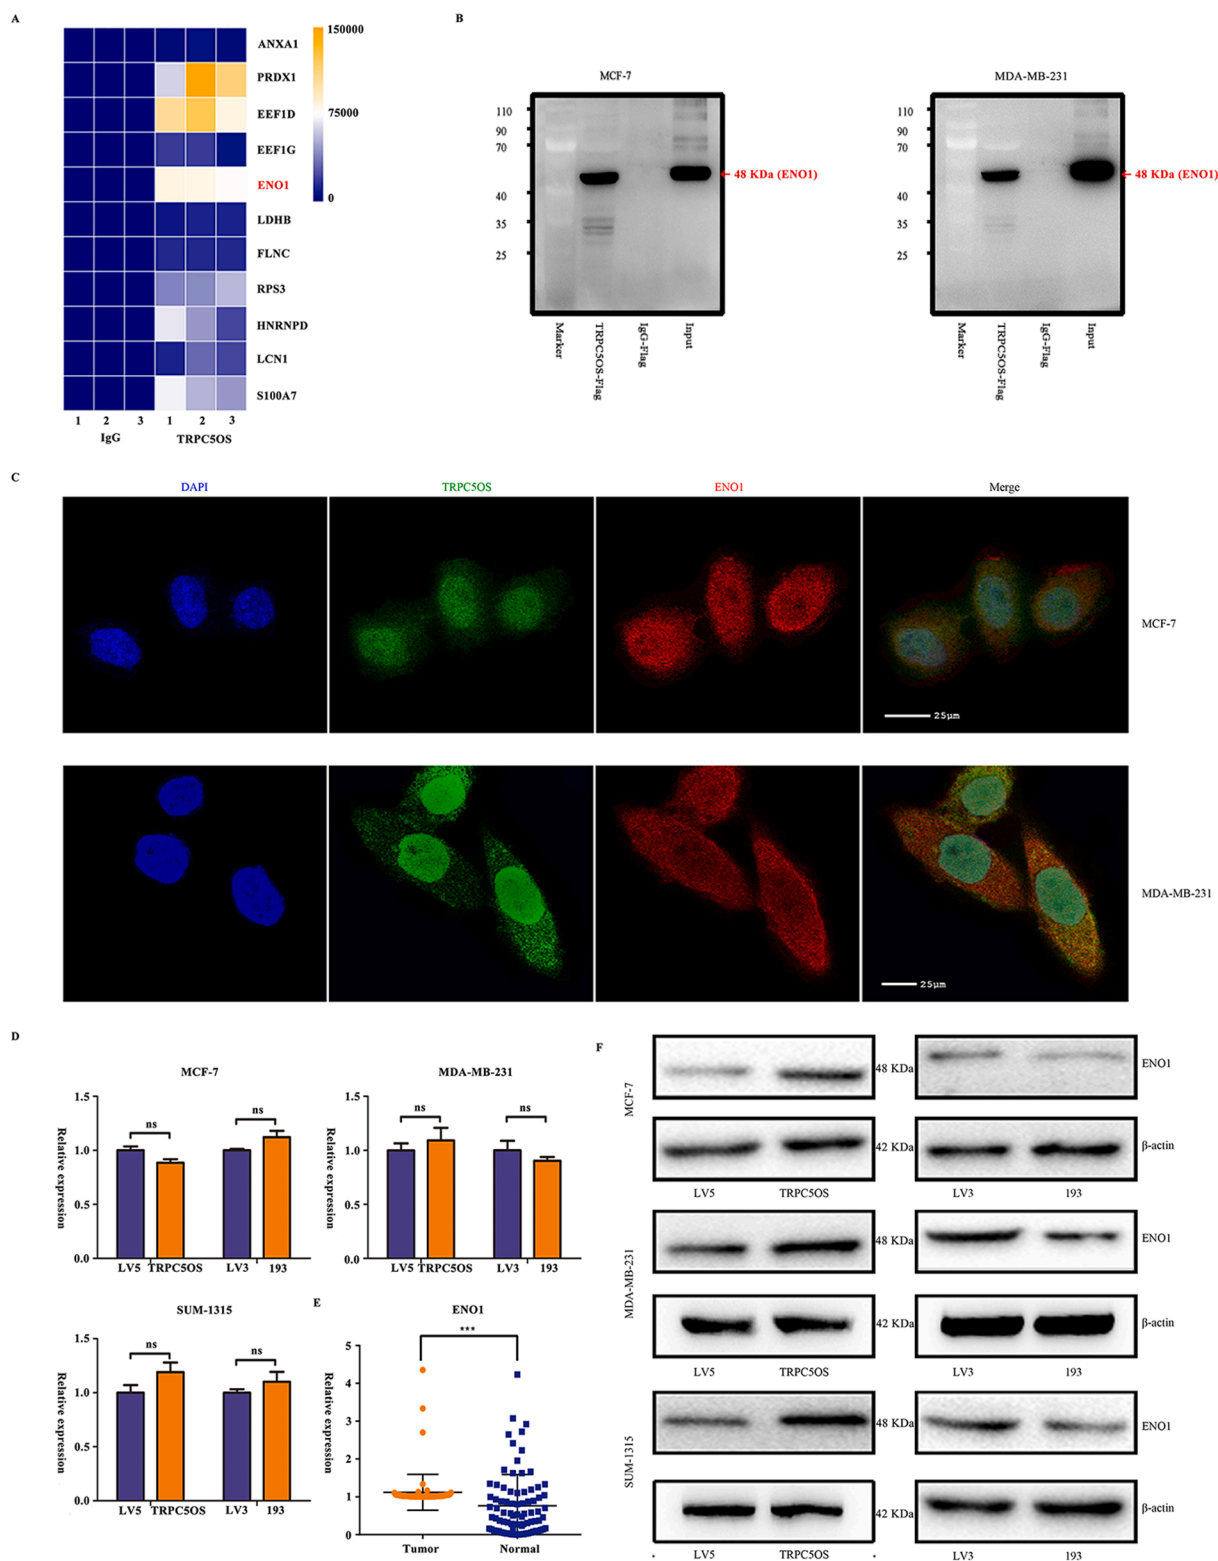 A
ANXA1
PRDX1
EEF1D
EEF1G
ENO1
LDHB
FLNC
RPS3
HNRNPD
LCN1
S100A7
150000
75000
0
1 2 3 1 2 3
IgG TRPC5OS
B
MCF-7
110
90
70
40
35
25
48 KDa (ENO1)
Marker
TRPC5OS-Flag
IgG-Flag
Input
MDA-MB-231
110
90
70
40
35
25
48 KDa (ENO1)
Marker
TRPC5OS-Flag
IgG-Flag
Input
C
DAPI TRPC5OS ENO1 Merge
MCF-7
25μm
MDA-MB-231
25μm
D
MCF-7
Relative expression
1.5
1.0
0.5
0.0
ns
ns
LV5 TRPC5OS LV3 193
MDA-MB-231
Relative expression
1.5
1.0
0.5
0.0
ns
ns
LV5 TRPC5OS LV3 193
SUM-1315
Relative expression
1.5
1.0
0.5
0.0
ns
ns
LV5 TRPC5OS LV3 193
E
ENO1
Relative expression
5
4
3
2
1
0
***
Tumor Normal
F
MCF-7
48 KDa
ENO1
42 KDa
β-actin
LV5 TRPC5OS LV3 193
MDA-MB-231
48 KDa
ENO1
42 KDa
β-actin
LV5 TRPC5OS LV3 193
SUM-1315
48 KDa
ENO1
42 KDa
β-actin
LV5 TRPC5OS LV3 193